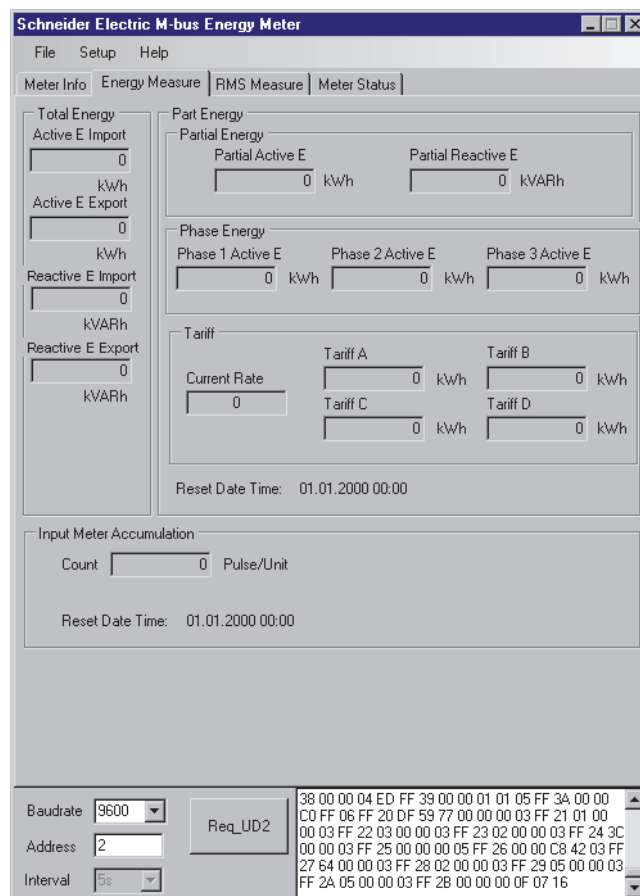 Schneider Electric M-bus Energy Meter
File Setup Help
Meter Info Energy Measure RMS Measure Meter Status
Total Energy
Active E Import
0
kWh
Active E Export
0
kWh
Reactive E Import
0
kVARh
Reactive E Export
0
kVARh
Part Energy
Partial Energy
Partial Active E Partial Reactive E
0 kWh 0 kVARh
Phase Energy
Phase 1 Active E Phase 2 Active E Phase 3 Active E
0 kWh 0 kWh 0 kWh
Tariff
Tariff A Tariff B
Current Rate 0 kWh 0 kWh
0 Tariff C Tariff D
0 kWh 0 kWh
Reset Date Time: 01.01.2000 00:00
Input Meter Accumulation
Count 0 Pulse/Unit
Reset Date Time: 01.01.2000 00:00
Baudrate 9600
Address 2
Interval 5s
Req_UD2
38 00 00 04 ED FF 39 00 00 01 01 05 FF 3A 00 00
C0 FF 06 FF 20 DF 59 77 00 00 00 03 FF 21 01 00
00 03 FF 22 03 00 00 03 FF 23 02 00 00 03 FF 24 3C
00 00 03 FF 25 00 00 00 05 FF 26 00 00 C8 42 03 FF
27 64 00 00 03 FF 28 02 00 00 03 FF 29 05 00 00 03
FF 2A 05 00 00 03 FF 2B 00 00 00 0F 07 16